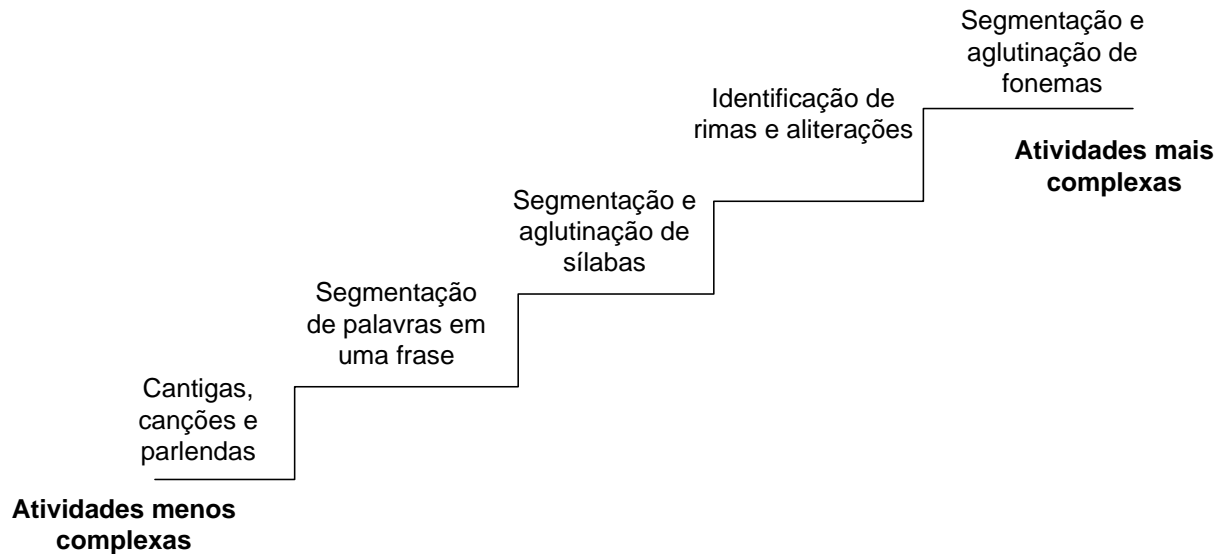 Segmentação e
aglutinação de
fonemas
Identificação de
rimas e aliterações
Atividades mais
complexas
Segmentação e
aglutinação de
sílabas
Segmentação
de palavras em
uma frase
Cantigas,
canções e
parlendas
Atividades menos
complexas